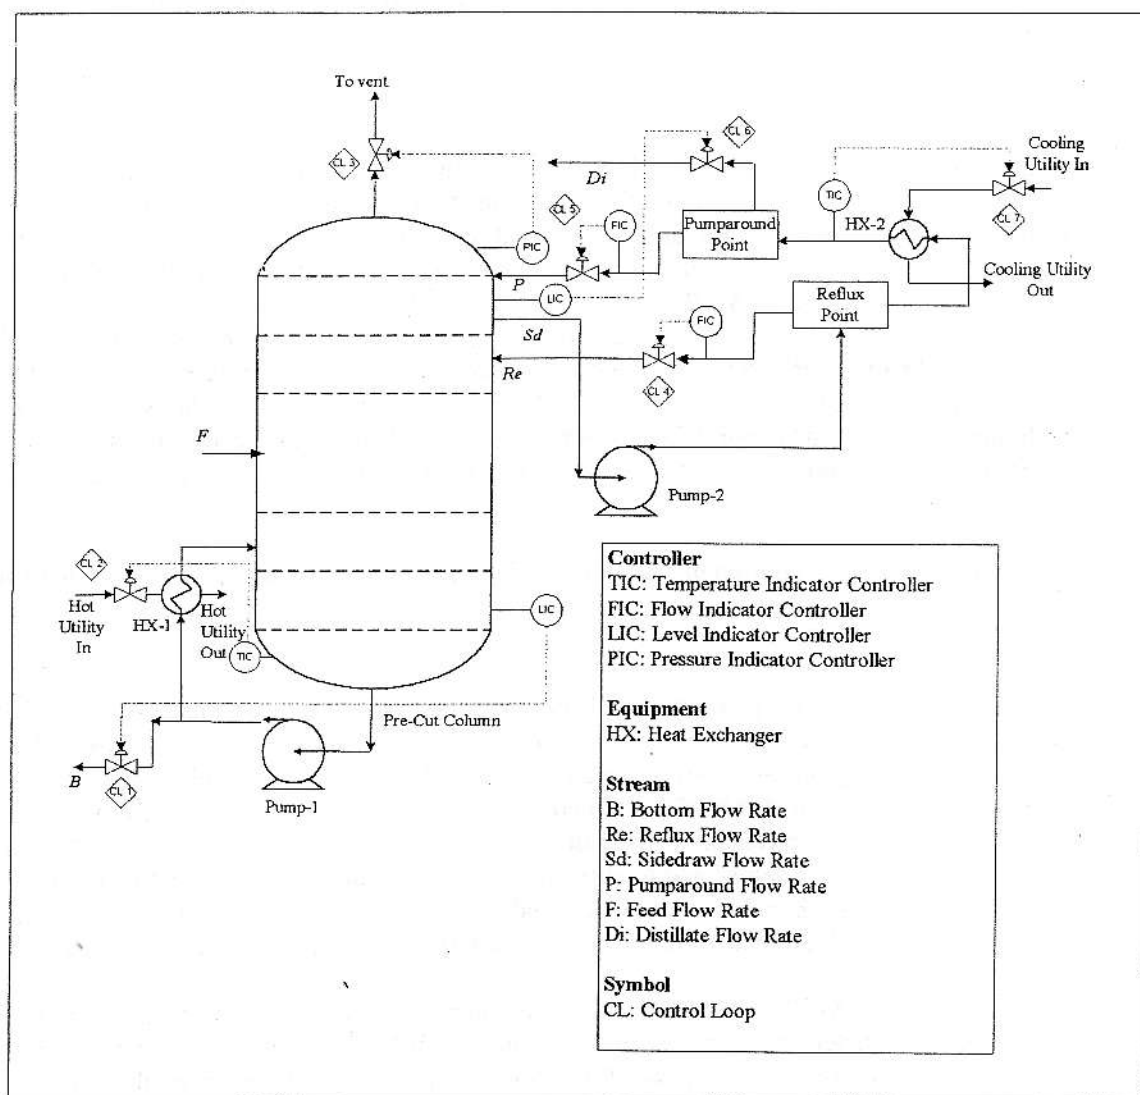 To vent
CL 3
CL 6
Di
CL 5
FIC
Pumparound
Point
TIC
HX-2
Cooling
Utility In
CL 7
PIC
P
LIC
Cooling Utility
Out
Reflux
Point
Sd
FIC
Re
CL 4
F
Pump-2
CL 2
Hot
Utility
In
HX-1
Hot
Utility
Out
TIC
LIC
Pre-Cut Column
B
CL 1
Pump-1
Controller
TIC: Temperature Indicator Controller
FIC: Flow Indicator Controller
LIC: Level Indicator Controller
PIC: Pressure Indicator Controller
Equipment
HX: Heat Exchanger
Stream
B: Bottom Flow Rate
Re: Reflux Flow Rate
Sd: Sidedraw Flow Rate
P: Pumparound Flow Rate
F: Feed Flow Rate
Di: Distillate Flow Rate
Symbol
CL: Control Loop